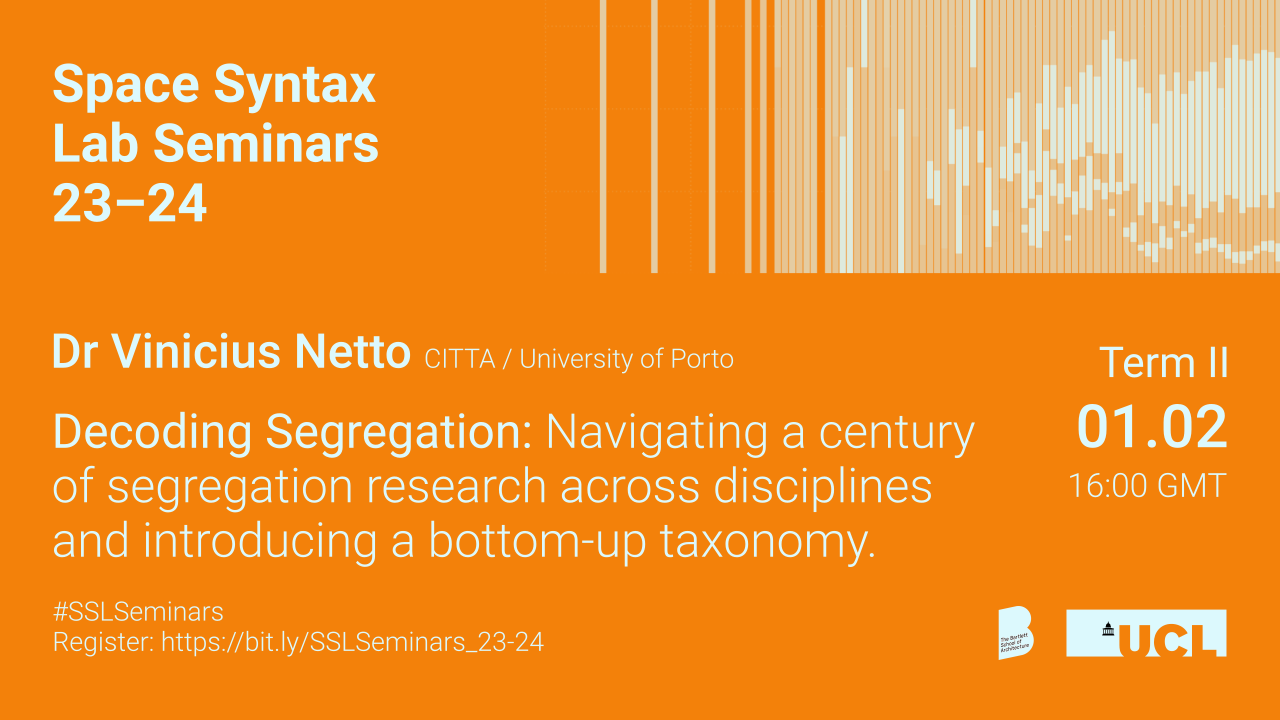 Space Syntax
Lab Seminars
23–24
Dr Vinicius Netto CITTA / University of Porto
Decoding Segregation: Navigating a century
of segregation research across disciplines
and introducing a bottom-up taxonomy.
Term II
01.02
16:00 GMT
#SSLSeminars
Register: https://bit.ly/SSLSeminars_23-24
The Bartlett
School of
Architecture
UCL